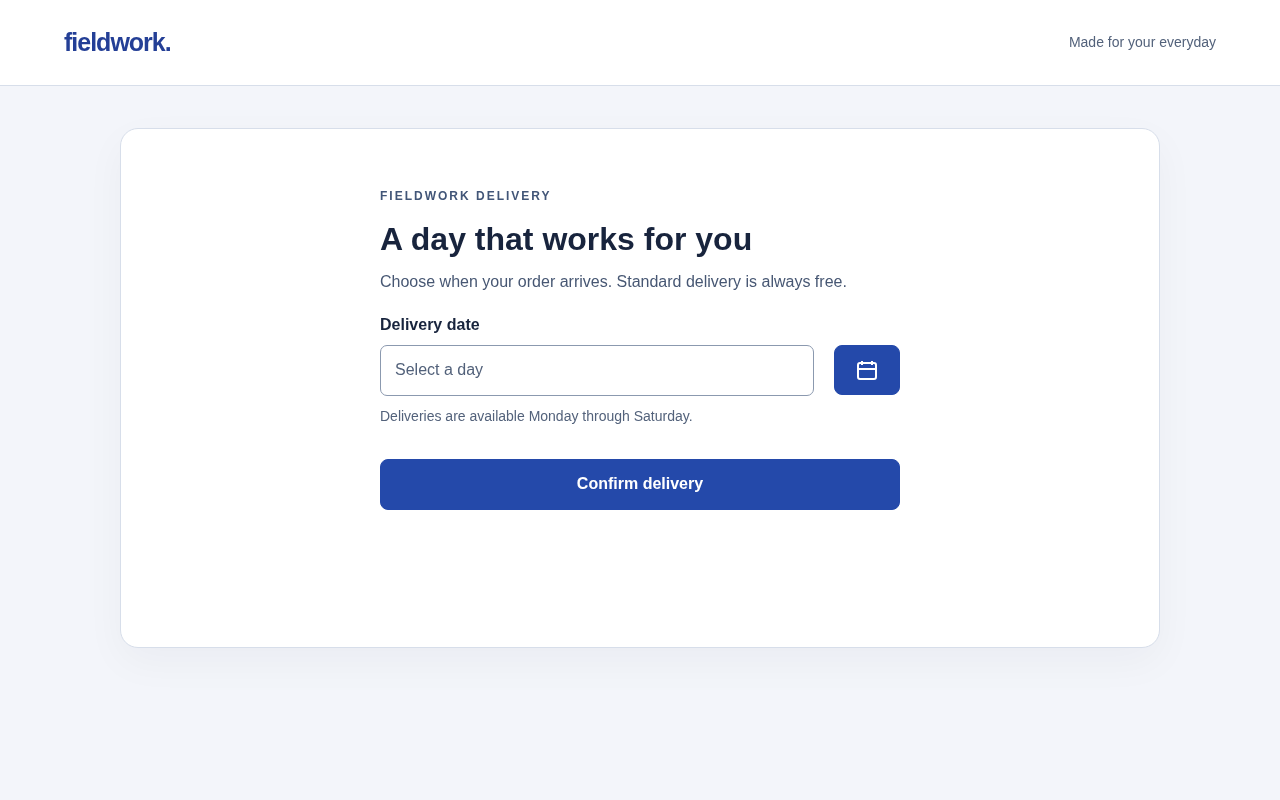 fieldwork.
Made for your everyday
FIELDWORK DELIVERY
A day that works for you
Choose when your order arrives. Standard delivery is always free.
Delivery date
Select a day
Deliveries are available Monday through Saturday.
Confirm delivery